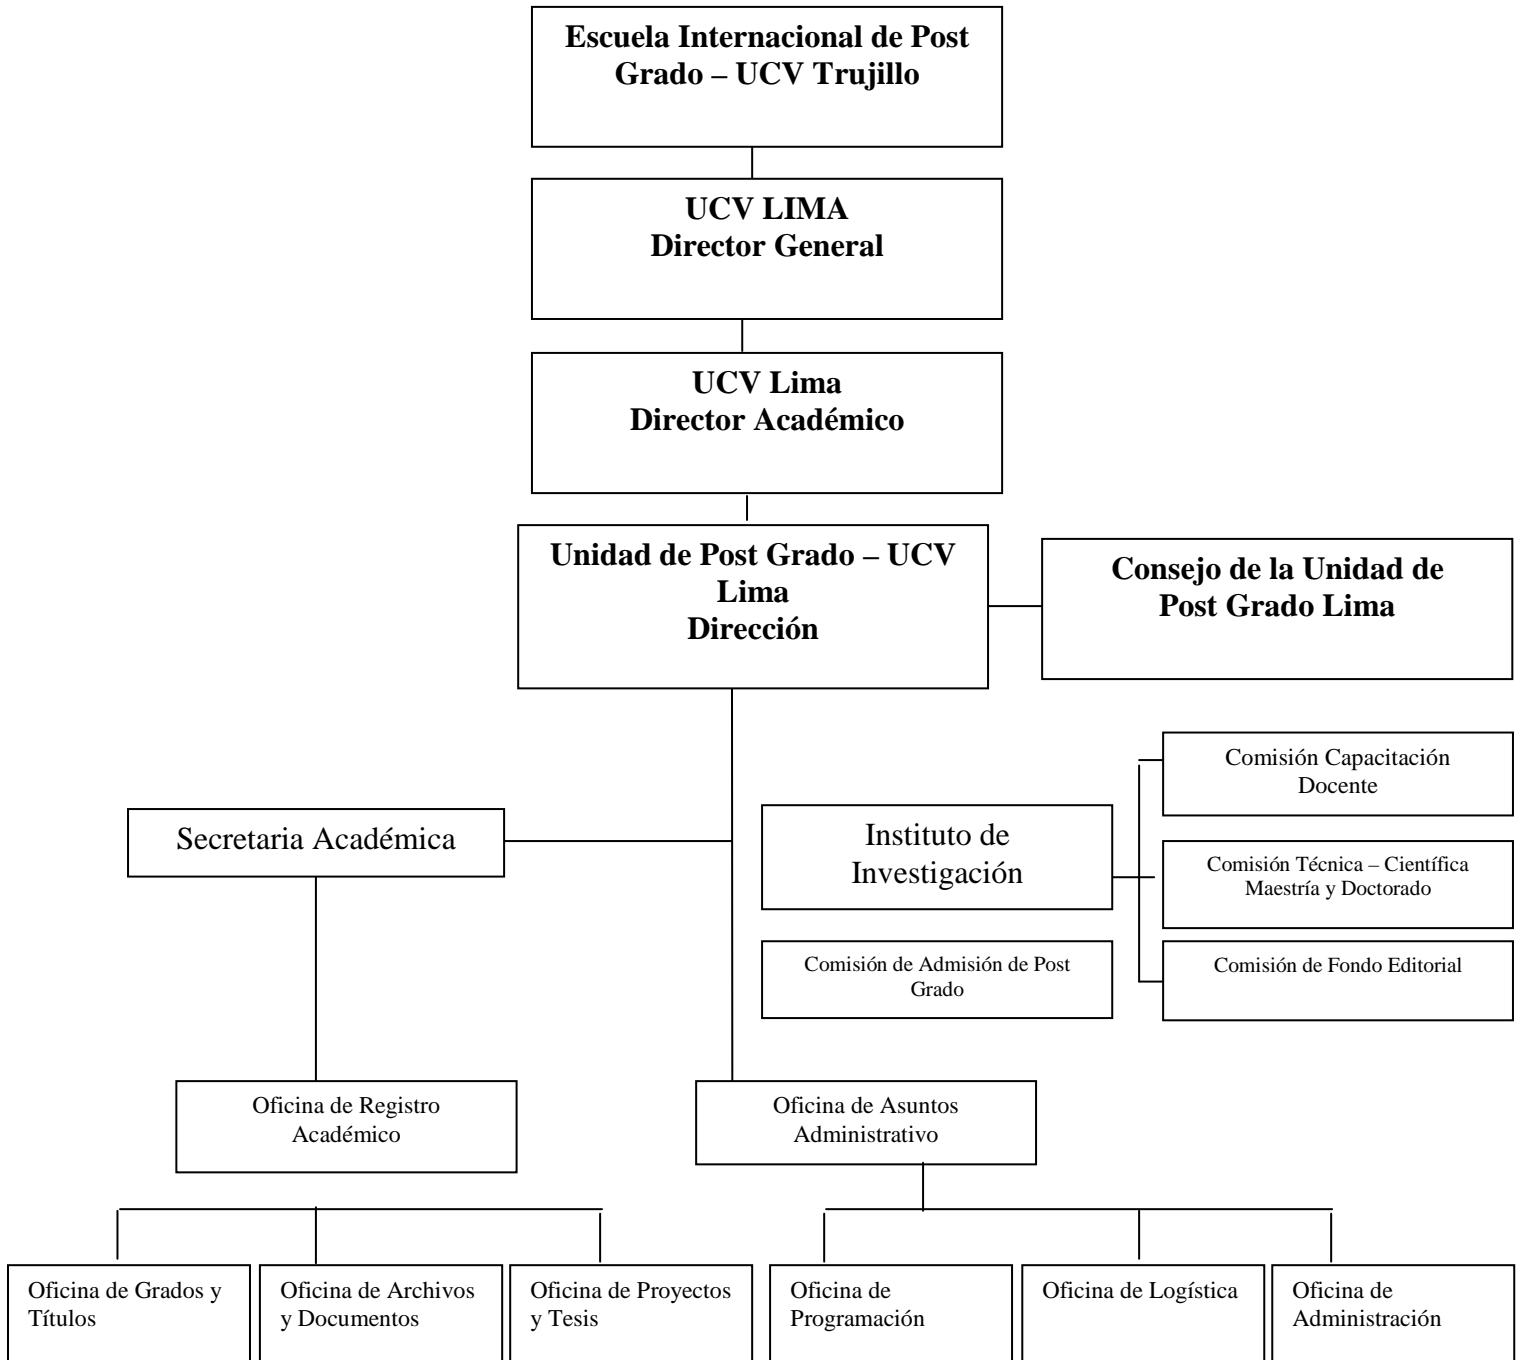 Escuela Internacional de Post
Grado – UCV Trujillo
UCV LIMA
Director General
UCV Lima
Director Académico
Unidad de Post Grado – UCV
Lima
Dirección
Consejo de la Unidad de
Post Grado Lima
Comisión Capacitación
Docente
Secretaria Académica
Instituto de
Investigación
Comisión Técnica – Científica
Maestría y Doctorado
Comisión de Admisión de Post
Grado
Comisión de Fondo Editorial
Oficina de Registro
Académico
Oficina de Asuntos
Administrativo
Oficina de Grados y
Títulos
Oficina de Archivos
y Documentos
Oficina de Proyectos
y Tesis
Oficina de
Programación
Oficina de Logística
Oficina de
Administración